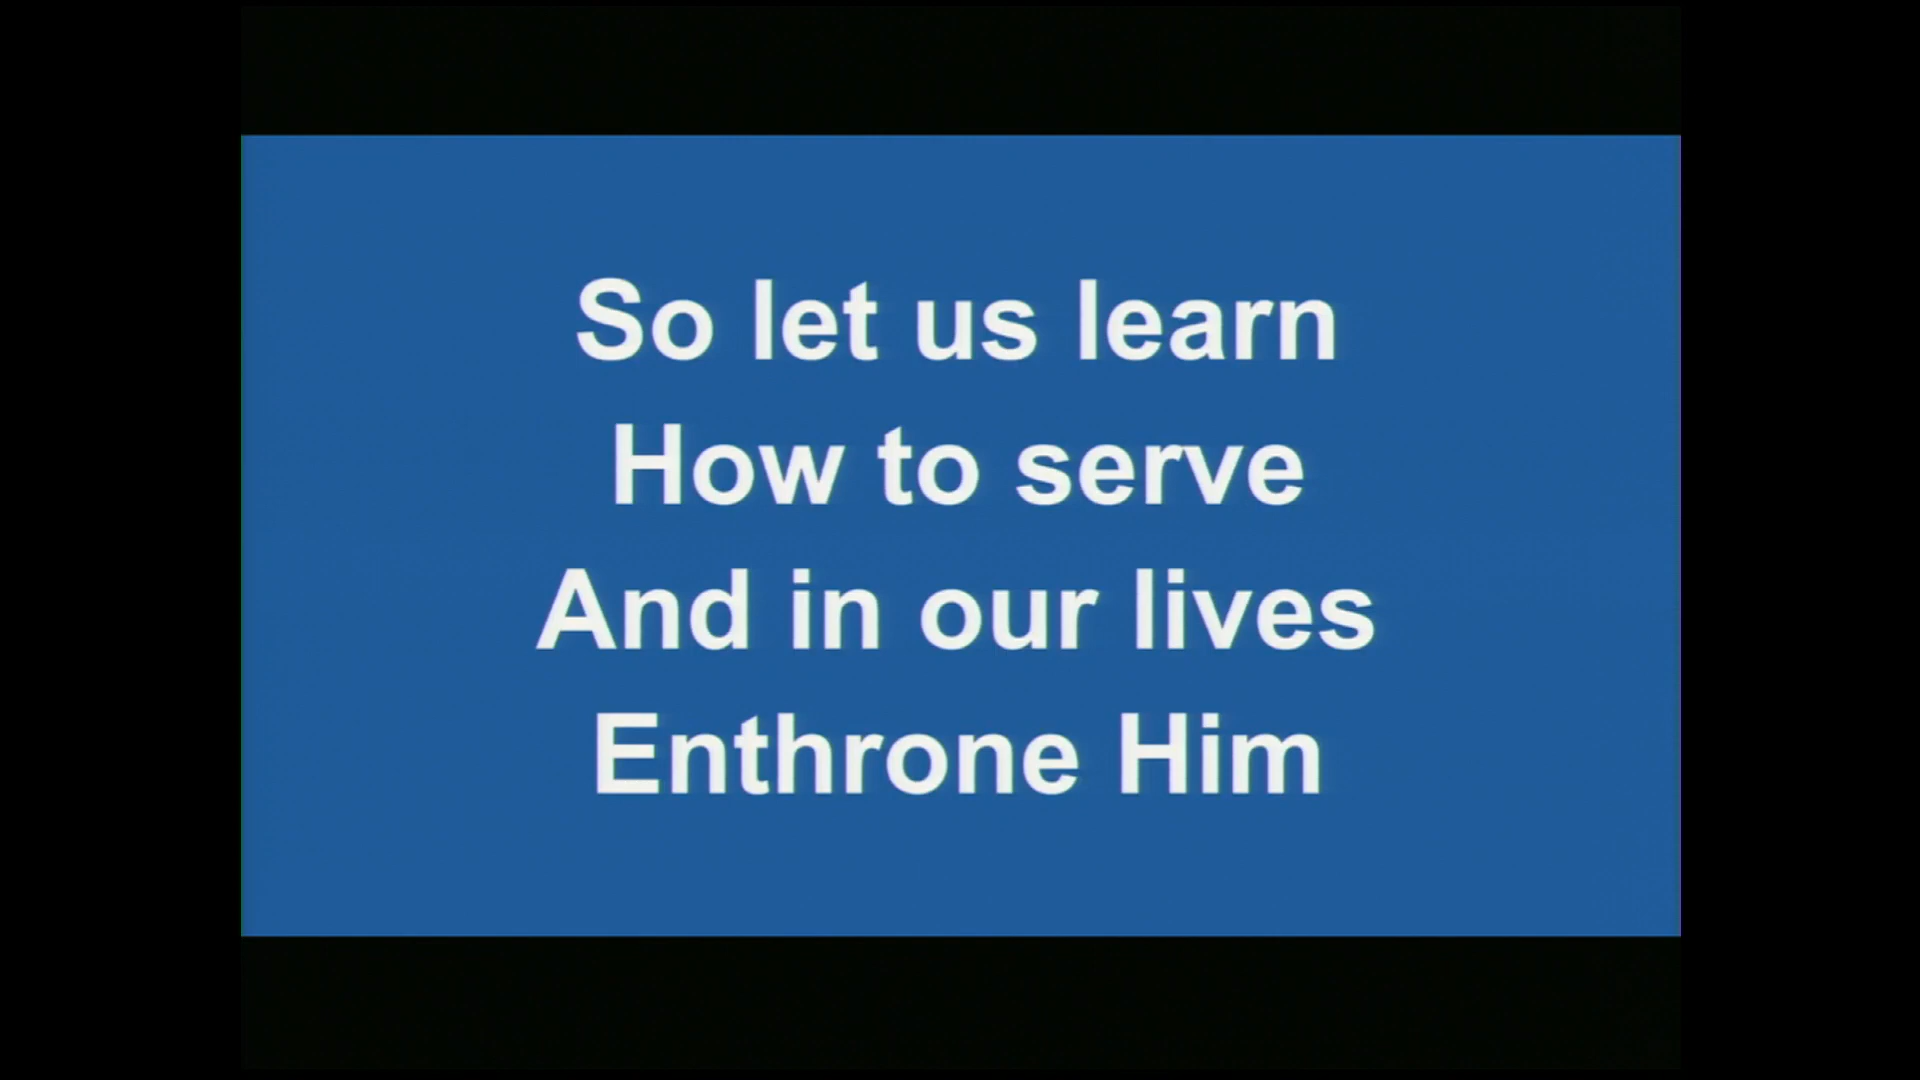 So let us learn
How to serve
And in our lives
Enthrone Him